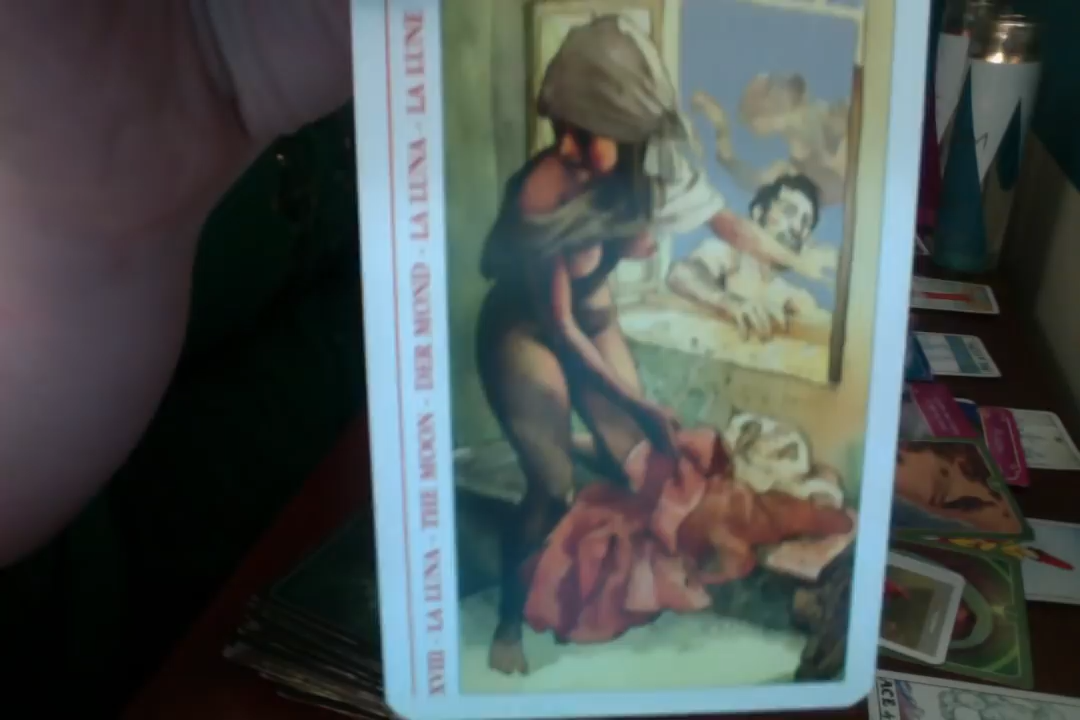 XVIII - LA LUNA - THE MOON - DER MOND - LA LUNA - LA LUNE
ACE